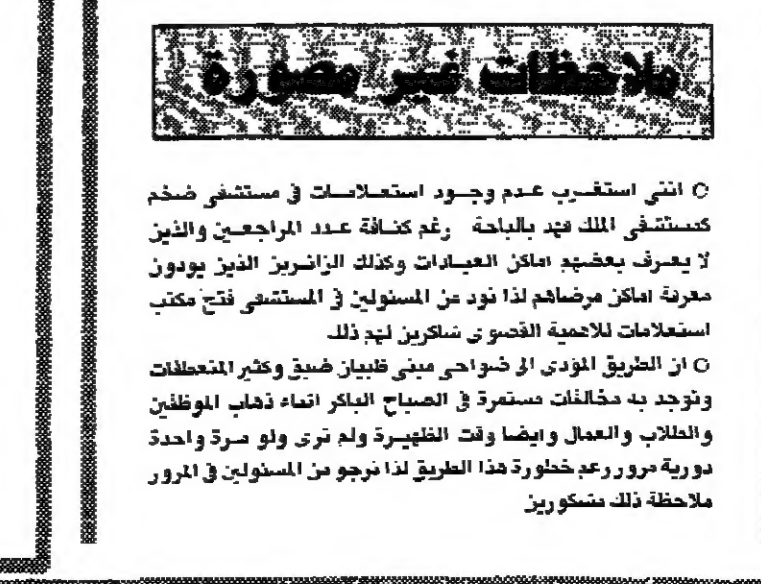 ملاحظات غير مصورة
○ انني استغرب عدم وجود استعلامات في مستشفى ضخم
كمستشفى الملك فهد بالباحة رغم كثافة عدد المراجعين والذين
لا يعرف بعضهم اماكن العيادات وكذلك الزائرين الذين يودون
معرفة اماكن مرضاهم لذا نود من المسئولين في المستشفى فتح مكتب
استعلامات للاهمية القصوى شاكرين لهم ذلك
○ ان الطريق المؤدي الى ضواحي مبنى ظبيان ضيق وكثير المنعطفات
ونوجد به مخالفات مستمرة في الصباح الباكر اثناء ذهاب الموظفين
والطلاب والعمال وايضا وقت الظهيرة ولم نرى ولو مرة واحدة
دورية مرور رغم خطورة هذا الطريق لذا نرجو من المسئولين في المرور
ملاحظة ذلك مشكورين